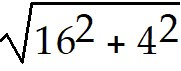 √(16² + 4²)